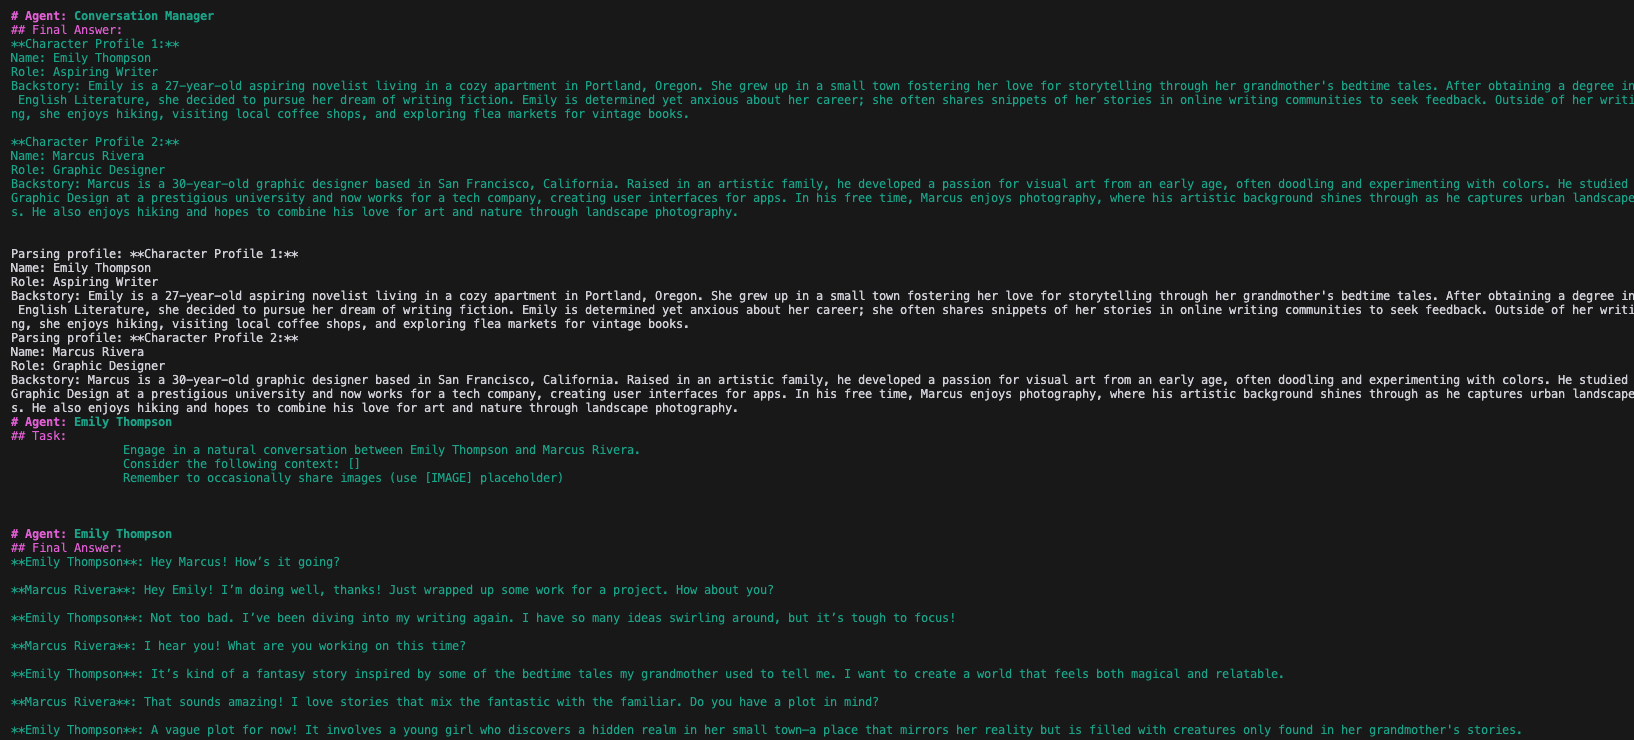 # Agent: Conversation Manager
## Final Answer:
**Character Profile 1:**
Name: Emily Thompson
Role: Aspiring Writer
Backstory: Emily is a 27-year-old aspiring novelist living in a cozy apartment in Portland, Oregon. She grew up in a small town fostering her love for storytelling through her grandmother's bedtime tales. After obtaining a degree in
 English Literature, she decided to pursue her dream of writing fiction. Emily is determined yet anxious about her career; she often shares snippets of her stories in online writing communities to seek feedback. Outside of her writi
ng, she enjoys hiking, visiting local coffee shops, and exploring flea markets for vintage books.

**Character Profile 2:**
Name: Marcus Rivera
Role: Graphic Designer
Backstory: Marcus is a 30-year-old graphic designer based in San Francisco, California. Raised in an artistic family, he developed a passion for visual art from an early age, often doodling and experimenting with colors. He studied
Graphic Design at a prestigious university and now works for a tech company, creating user interfaces for apps. In his free time, Marcus enjoys photography, where his artistic background shines through as he captures urban landscape
s. He also enjoys hiking and hopes to combine his love for art and nature through landscape photography.

Parsing profile: **Character Profile 1:**
Name: Emily Thompson
Role: Aspiring Writer
Backstory: Emily is a 27-year-old aspiring novelist living in a cozy apartment in Portland, Oregon. She grew up in a small town fostering her love for storytelling through her grandmother's bedtime tales. After obtaining a degree in
 English Literature, she decided to pursue her dream of writing fiction. Emily is determined yet anxious about her career; she often shares snippets of her stories in online writing communities to seek feedback. Outside of her writi
ng, she enjoys hiking, visiting local coffee shops, and exploring flea markets for vintage books.
Parsing profile: **Character Profile 2:**
Name: Marcus Rivera
Role: Graphic Designer
Backstory: Marcus is a 30-year-old graphic designer based in San Francisco, California. Raised in an artistic family, he developed a passion for visual art from an early age, often doodling and experimenting with colors. He studied
Graphic Design at a prestigious university and now works for a tech company, creating user interfaces for apps. In his free time, Marcus enjoys photography, where his artistic background shines through as he captures urban landscape
s. He also enjoys hiking and hopes to combine his love for art and nature through landscape photography.
# Agent: Emily Thompson
## Task:
Engage in a natural conversation between Emily Thompson and Marcus Rivera.
Consider the following context: []
Remember to occasionally share images (use [IMAGE] placeholder)

# Agent: Emily Thompson
## Final Answer:
**Emily Thompson**: Hey Marcus! How’s it going?

**Marcus Rivera**: Hey Emily! I’m doing well, thanks! Just wrapped up some work for a project. How about you?

**Emily Thompson**: Not too bad. I’ve been diving into my writing again. I have so many ideas swirling around, but it’s tough to focus!

**Marcus Rivera**: I hear you! What are you working on this time?

**Emily Thompson**: It’s kind of a fantasy story inspired by some of the bedtime tales my grandmother used to tell me. I want to create a world that feels both magical and relatable.

**Marcus Rivera**: That sounds amazing! I love stories that mix the fantastic with the familiar. Do you have a plot in mind?

**Emily Thompson**: A vague plot for now! It involves a young girl who discovers a hidden realm in her small town—a place that mirrors her reality but is filled with creatures only found in her grandmother's stories.